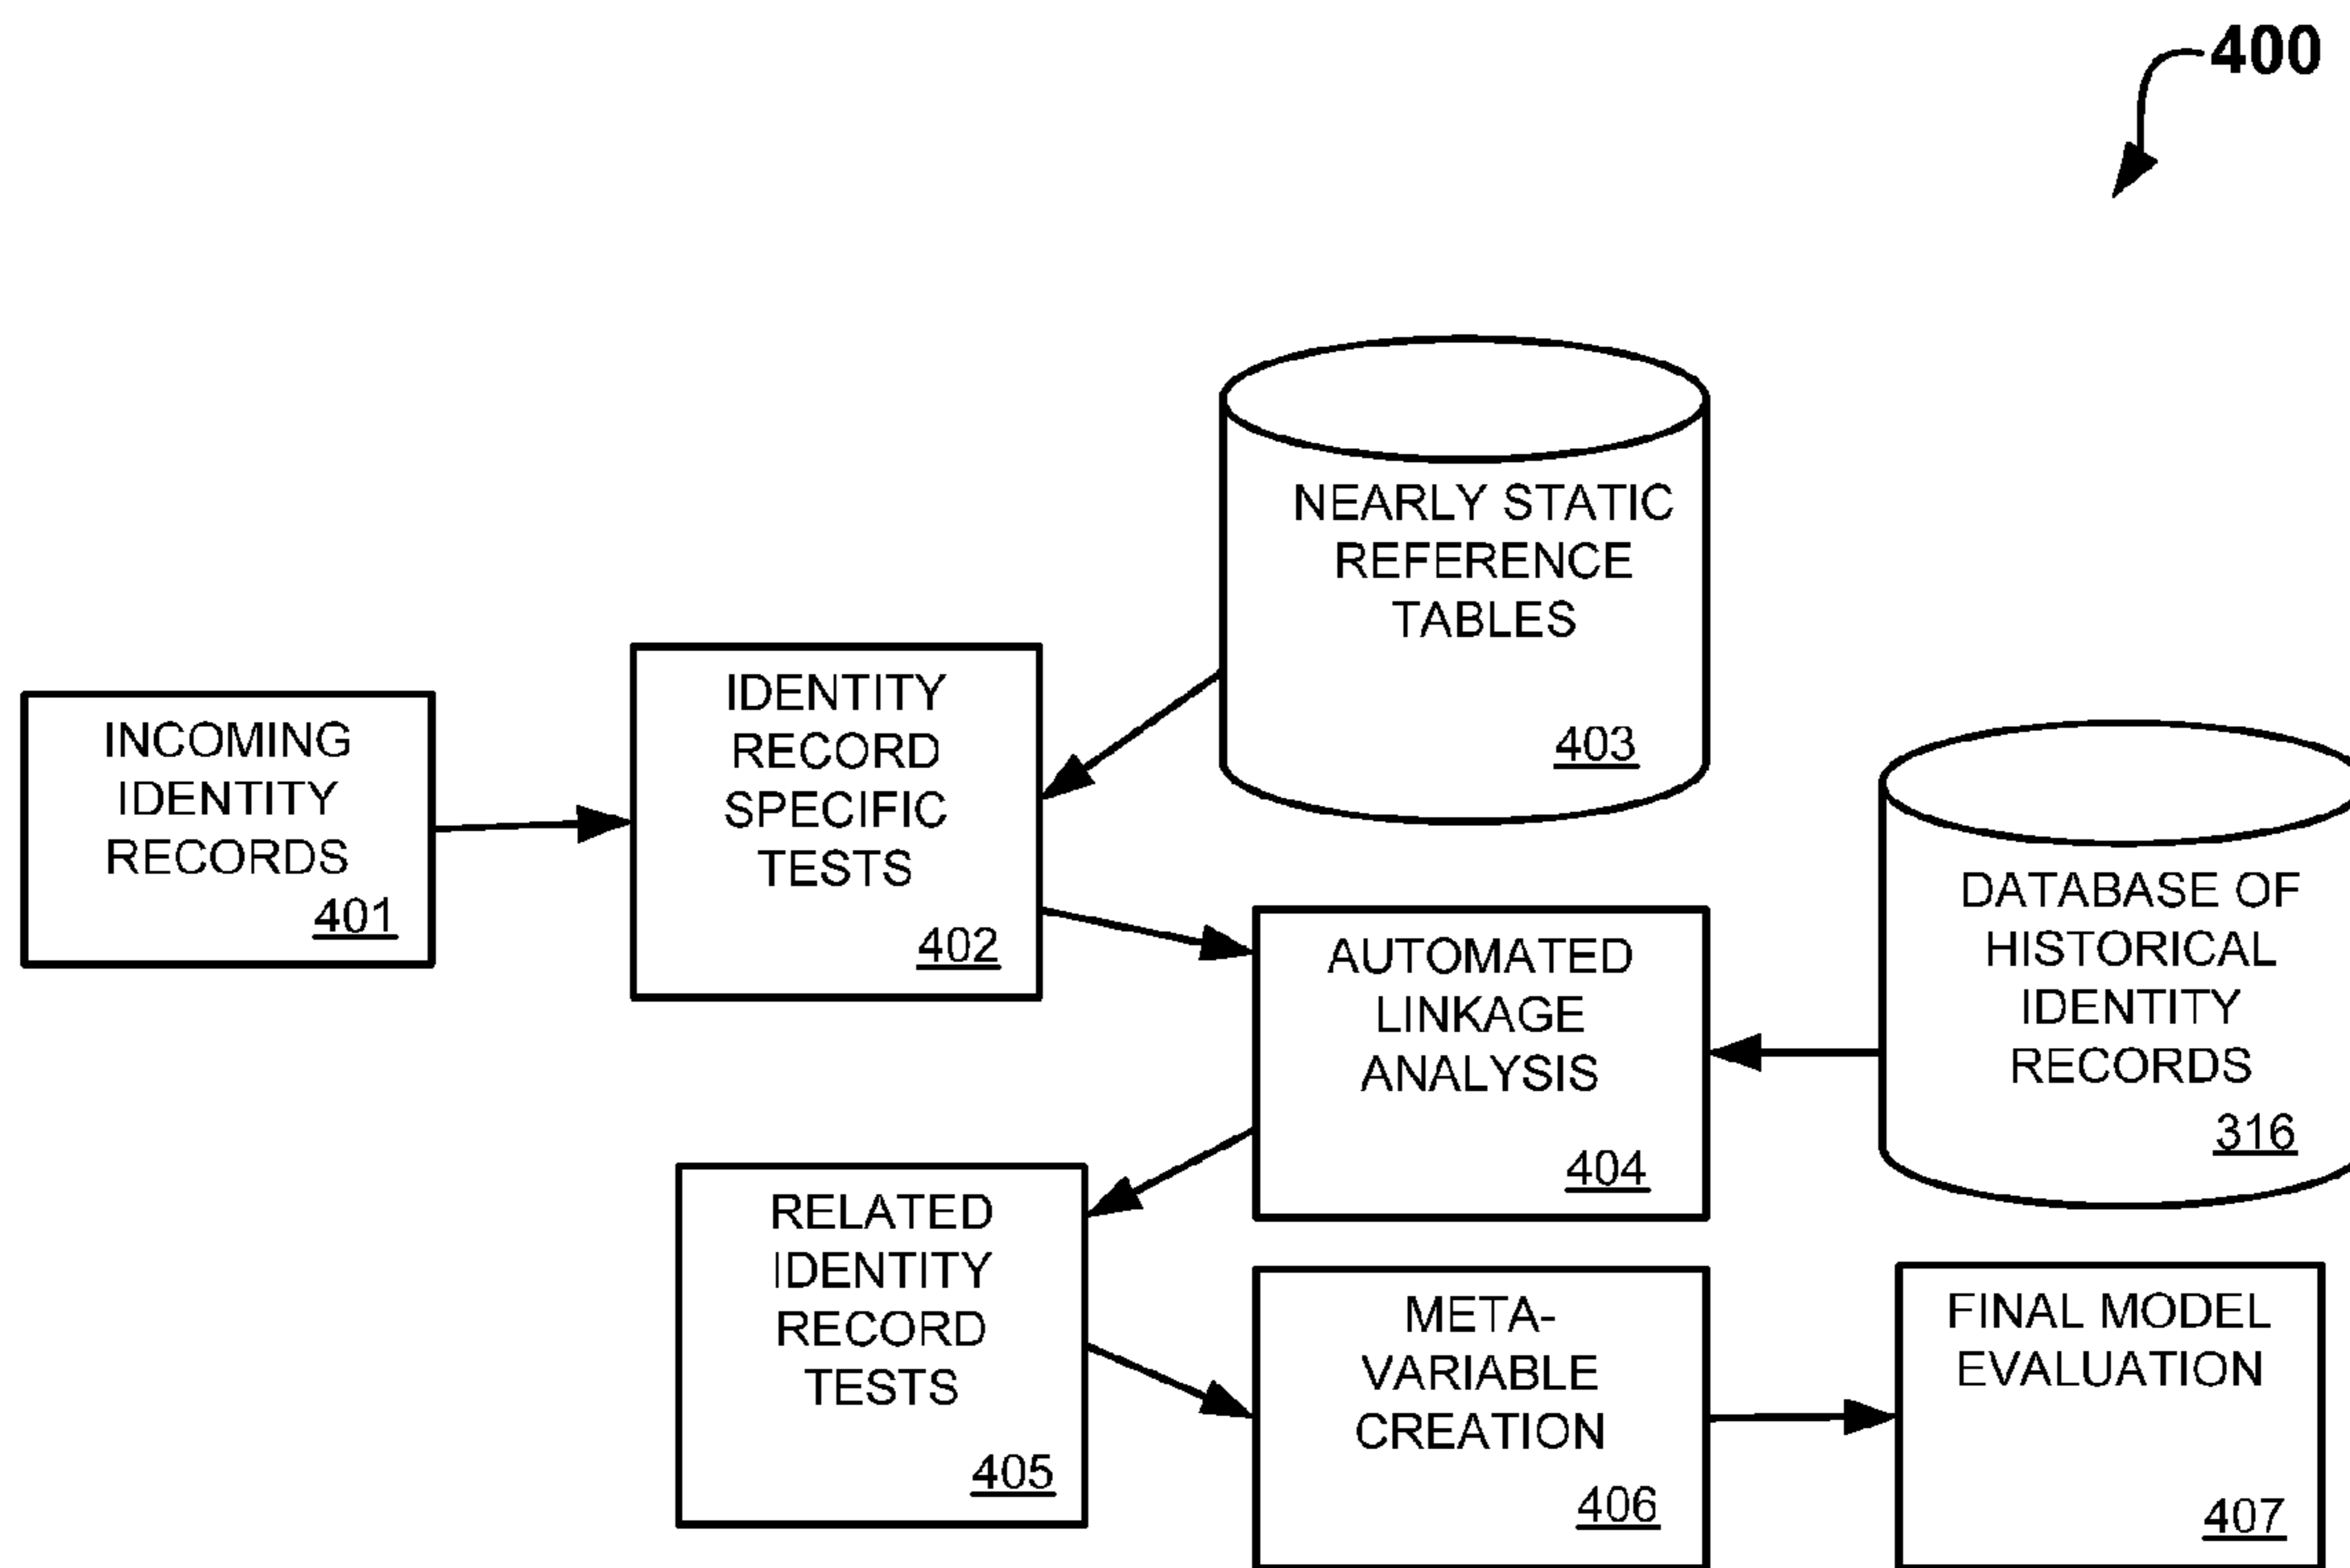 400
NEARLY STATIC
REFERENCE
TABLES
403
IDENTITY
RECORD
SPECIFIC
TESTS
402
INCOMING
IDENTITY
RECORDS
401
DATABASE OF
HISTORICAL
IDENTITY
RECORDS
316
AUTOMATED
LINKAGE
ANALYSIS
404
RELATED
IDENTITY
RECORD
TESTS
405
META-
VARIABLE
CREATION
406
FINAL MODEL
EVALUATION
407